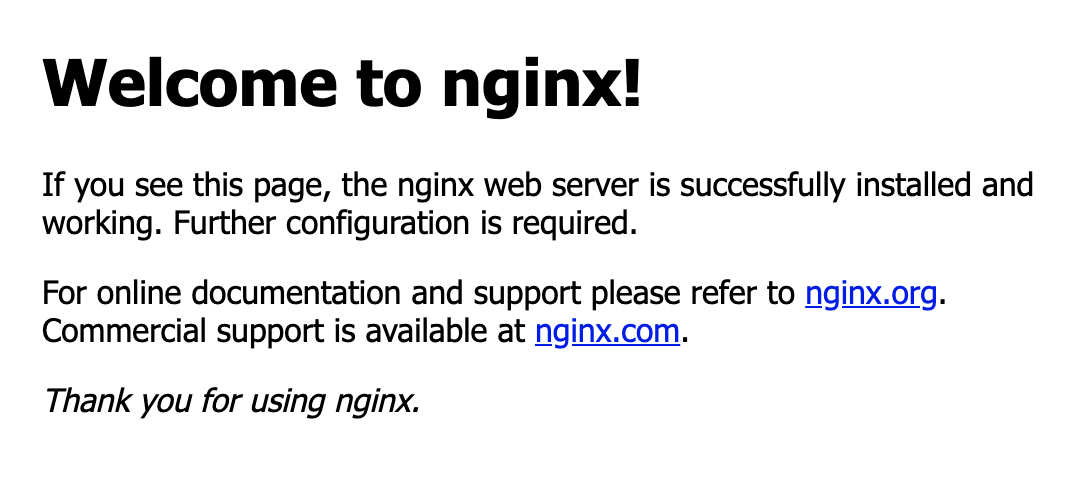 Welcome to nginx!
If you see this page, the nginx web server is successfully installed and
working. Further configuration is required.
For online documentation and support please refer to nginx.org.
Commercial support is available at nginx.com.
Thank you for using nginx.